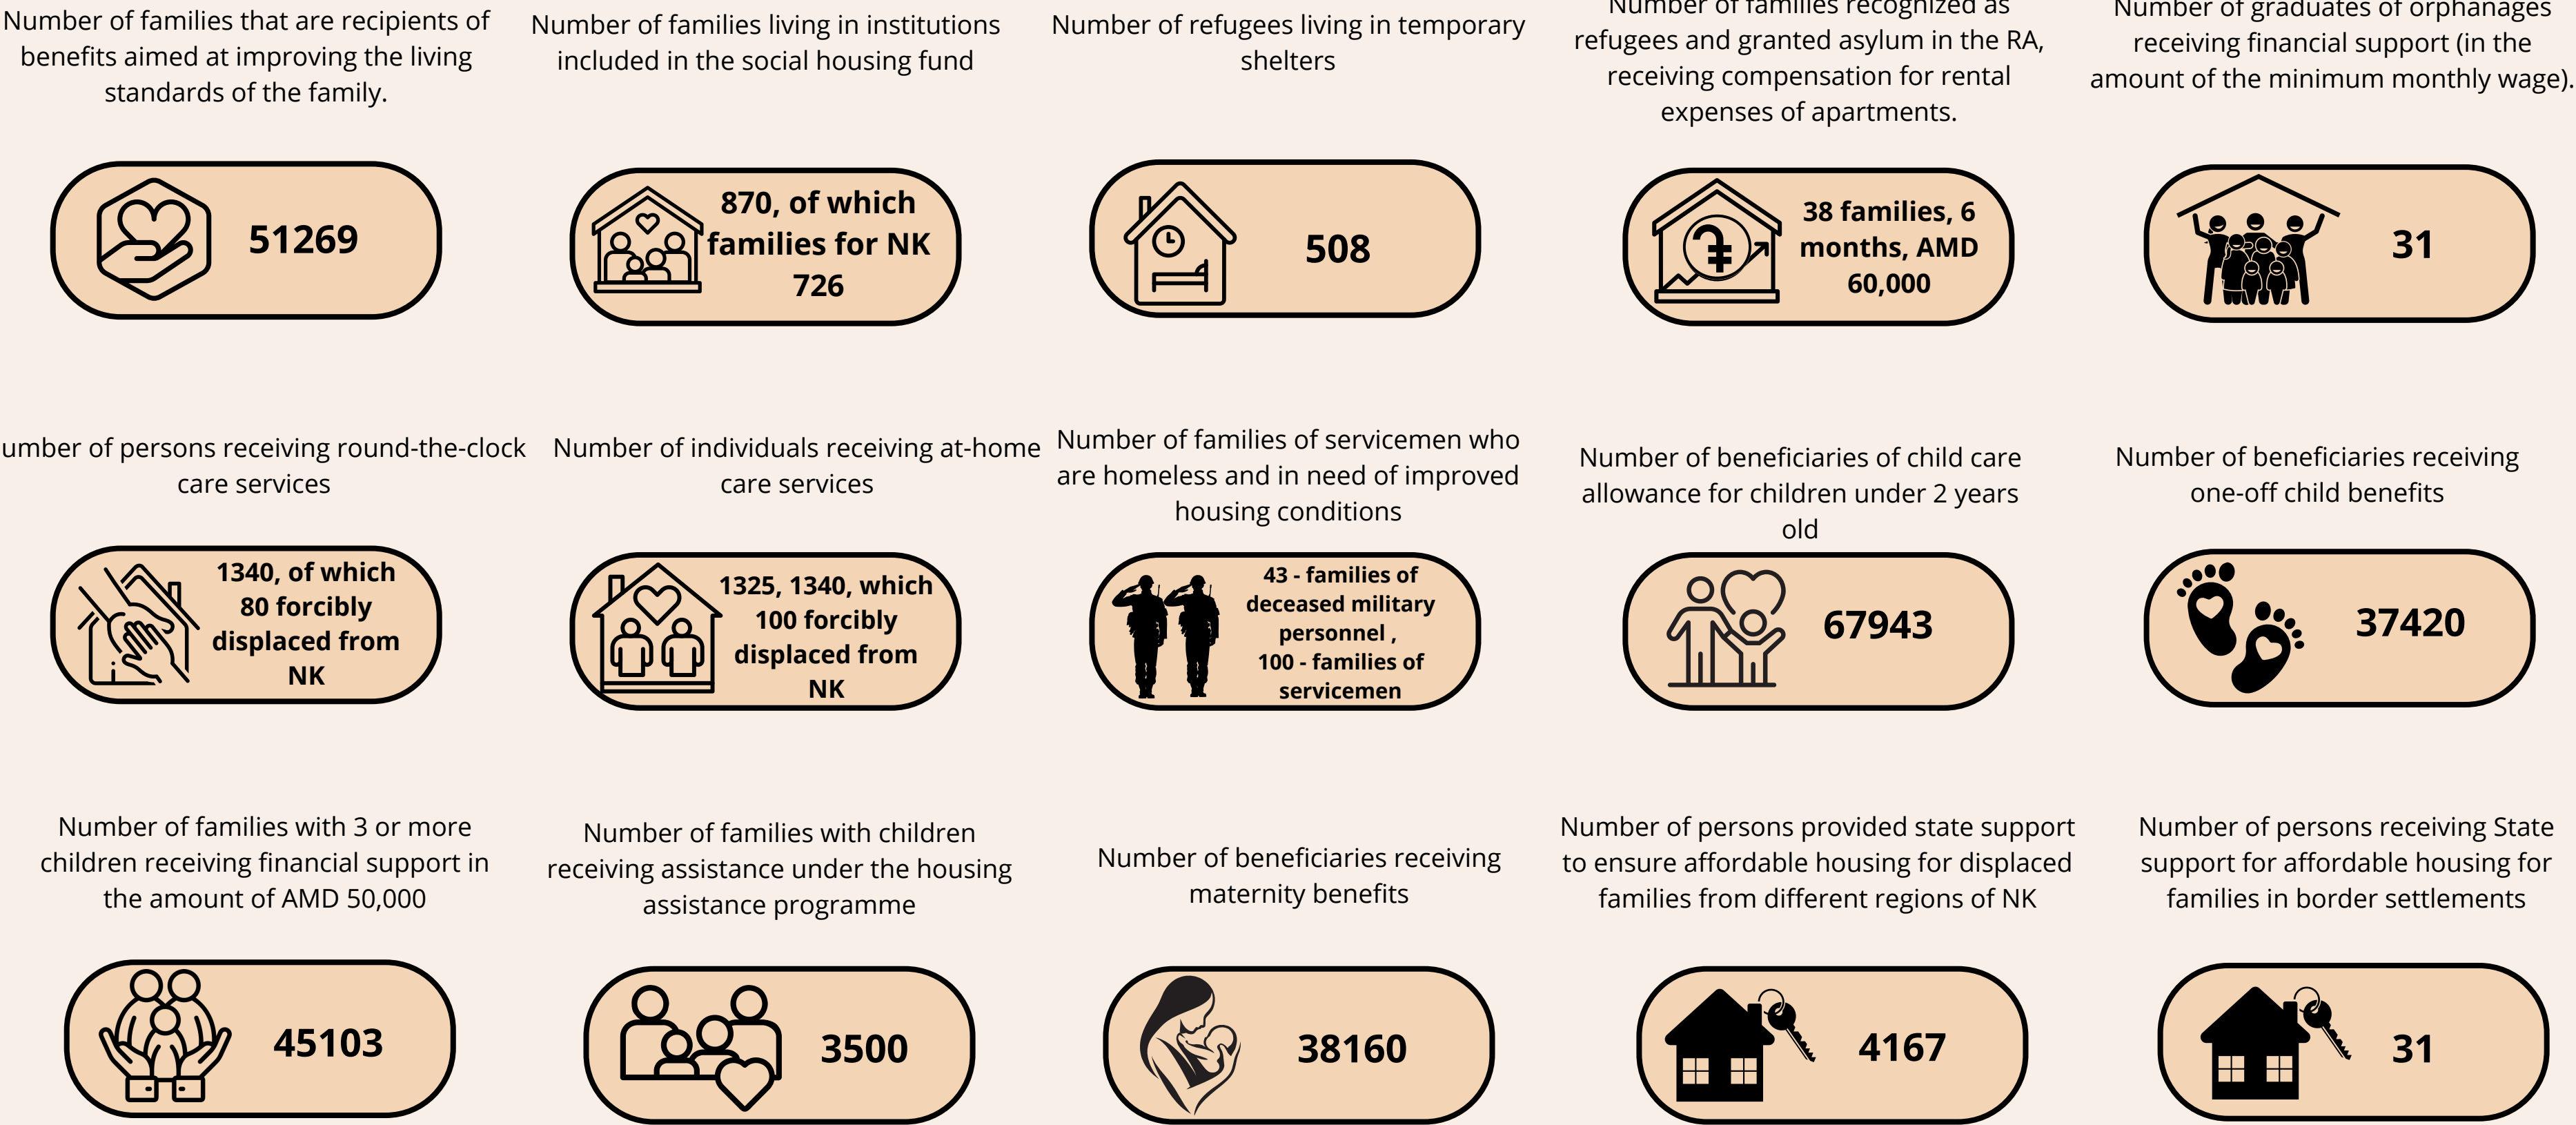 Number of families that are recipients of
benefits aimed at improving the living
standards of the family.
51269
Number of families living in institutions
included in the social housing fund
870, of which
families for NK
726
Number of refugees living in temporary
shelters
508
Number of families recognized as
refugees and granted asylum in the RA,
receiving compensation for rental
expenses of apartments.
38 families, 6
months, AMD
60,000
Number of graduates of orphanages
receiving financial support (in the
amount of the minimum monthly wage).
31
umber of persons receiving round-the-clock
care services
1340, of which
80 forcibly
displaced from
NK
Number of individuals receiving at-home
care services
1325, 1340, which
100 forcibly
displaced from
NK
Number of families of servicemen who
are homeless and in need of improved
housing conditions
43 - families of
deceased military
personnel ,
100 - families of
servicemen
Number of beneficiaries of child care
allowance for children under 2 years
old
67943
Number of beneficiaries receiving
one-off child benefits
37420
Number of families with 3 or more
children receiving financial support in
the amount of AMD 50,000
45103
Number of families with children
receiving assistance under the housing
assistance programme
3500
Number of beneficiaries receiving
maternity benefits
38160
Number of persons provided state support
to ensure affordable housing for displaced
families from different regions of NK
4167
Number of persons receiving State
support for affordable housing for
families in border settlements
31